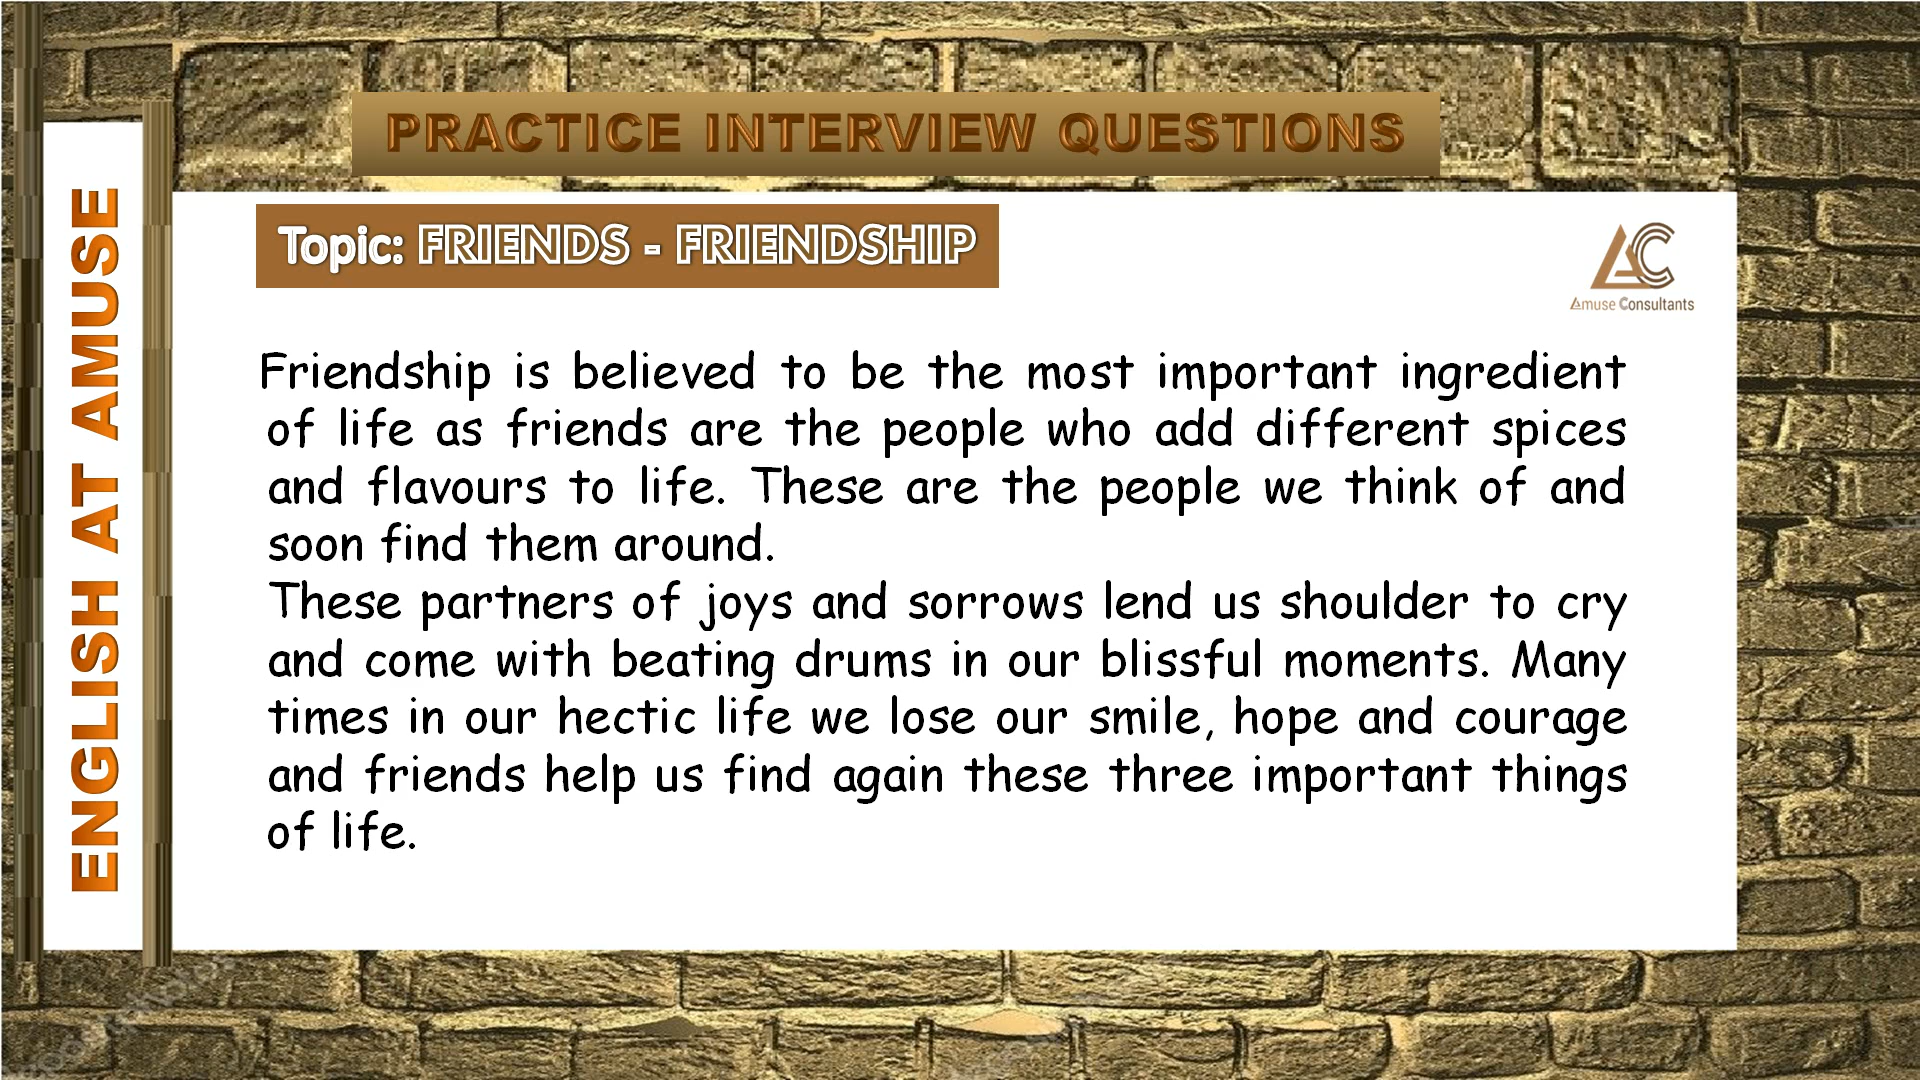 PRACTICE INTERVIEW QUESTIONS
ENGLISH AT AMUSE
Topic: FRIENDS - FRIENDSHIP
AC
Amuse Consultants
Friendship is believed to be the most important ingredient
of life as friends are the people who add different spices
and flavours to life. These are the people we think of and
soon find them around.
These partners of joys and sorrows lend us shoulder to cry
and come with beating drums in our blissful moments. Many
times in our hectic life we lose our smile, hope and courage
and friends help us find again these three important things
of life.